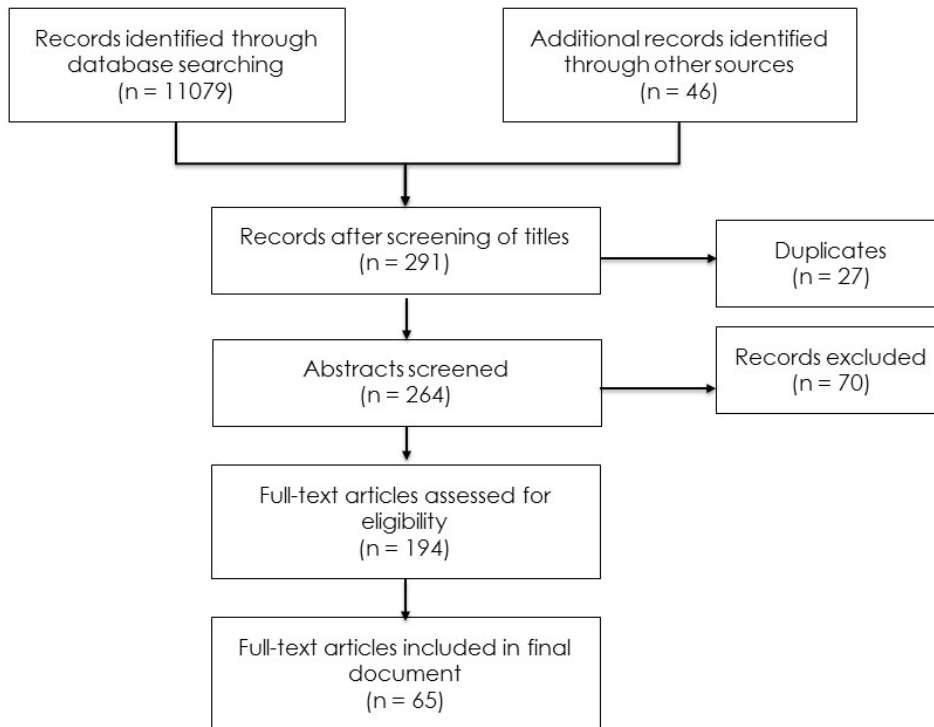 Records identified through
database searching
(n = 11079)
Additional records identified
through other sources
(n = 46)
Records after screening of titles
(n = 291)
Duplicates
(n = 27)
Abstracts screened
(n = 264)
Records excluded
(n = 70)
Full-text articles assessed for
eligibility
(n = 194)
Full-text articles included in final
document
(n = 65)